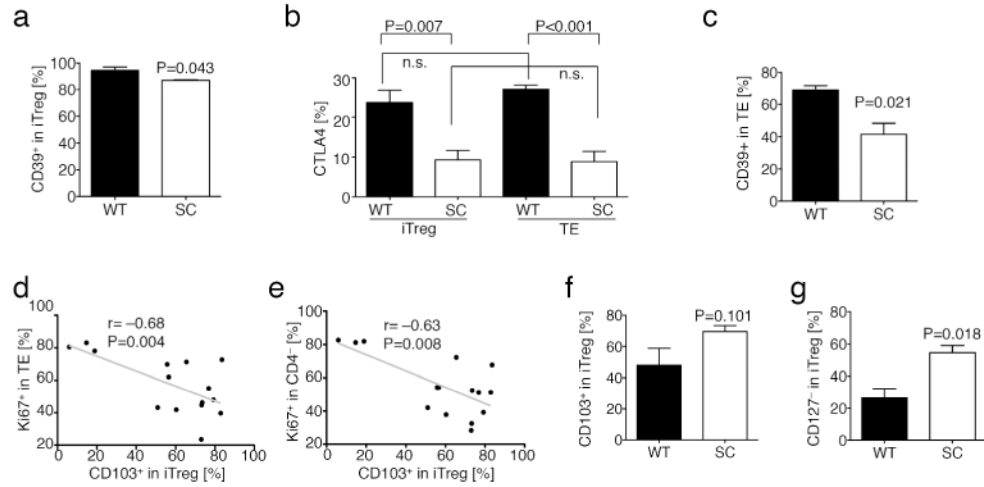 a
CD39⁺ in iTreg [%]
100
80
60
40
20
0
P=0.043
WT SC
b
CTLA4 [%]
30
20
10
0
P=0.007 P<0.001
n.s. n.s.
WT SC WT SC
iTreg TE
c
CD39+ in TE [%]
80
60
40
20
0
P=0.021
WT SC
d
Ki67⁺ in TE [%]
100
80
60
40
20
r= –0.68
P=0.004
0 20 40 60 80 100
CD103⁺ in iTreg [%]
e
Ki67⁺ in CD4⁻ [%]
100
80
60
40
20
r= –0.63
P=0.008
0 20 40 60 80 100
CD103⁺ in iTreg [%]
f
CD103⁺ in iTreg [%]
80
60
40
20
0
P=0.101
WT SC
g
CD127⁻ in iTreg [%]
80
60
40
20
0
P=0.018
WT SC